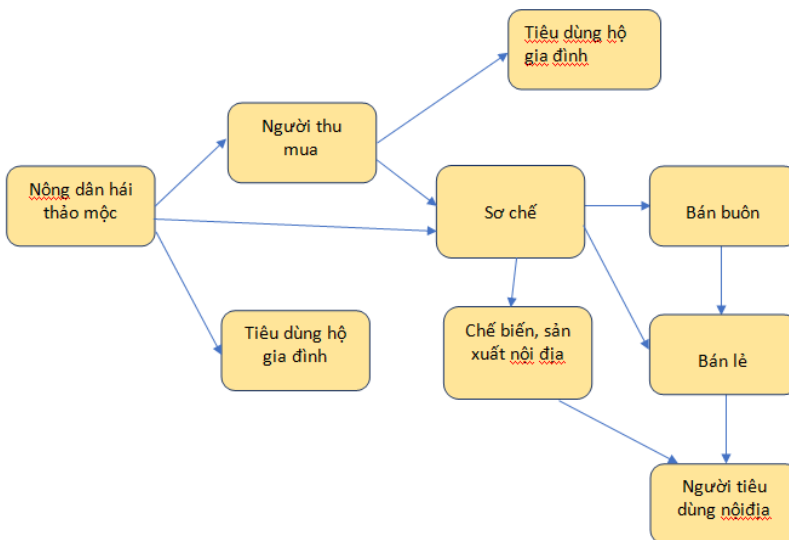 Tiêu dùng hộ
gia đình
Người thu
mua
Nông dân hái
thảo mộc
Sơ chế
Bán buôn
Tiêu dùng hộ
gia đình
Chế biến, sản
xuất nội địa
Bán lẻ
Người tiêu
dùng nộiđịa